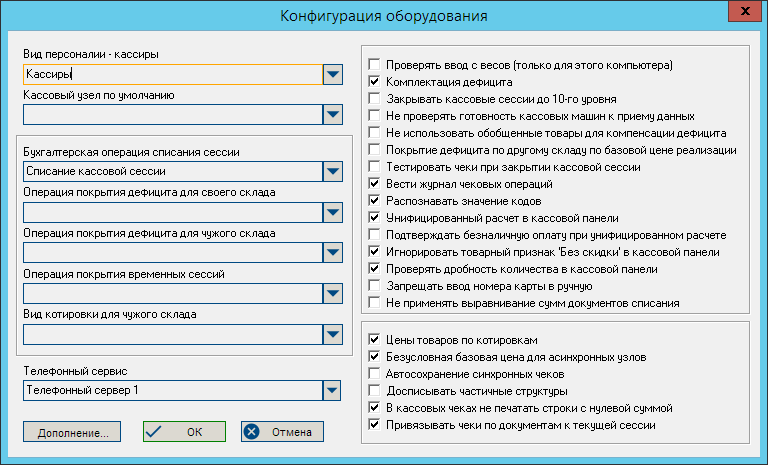 Конфигурация оборудования
Вид персоналии - кассиры
Кассиры
Кассовый узел по умолчанию
Бухгалтерская операция списания сессии
Списание кассовой сессии
Операция покрытия дефицита для своего склада
Операция покрытия дефицита для чужого склада
Операция покрытия временных сессий
Вид котировки для чужого склада
Телефонный сервис
Телефонный сервер 1
Дополнение...
ОК
Отмена
Проверять ввод с весов (только для этого компьютера)
Комплектация дефицита
Закрывать кассовые сессии до 10-го уровня
Не проверять готовность кассовых машин к приему данных
Не использовать обобщенные товары для компенсации дефицита
Покрытие дефицита по другому складу по базовой цене реализации
Тестировать чеки при закрытии кассовой сессии
Вести журнал чековых операций
Распознавать значение кодов
Унифицированный расчет в кассовой панели
Подтверждать безналичную оплату при унифицированном расчете
Игнорировать товарный признак 'Без скидки' в кассовой панели
Проверять дробность количества в кассовой панели
Запрещать ввод номера карты в ручную
Не применять выравнивание сумм документов списания
Цены товаров по котировкам
Безусловная базовая цена для асинхронных узлов
Автосохранение синхронных чеков
Досписывать частичные структуры
В кассовых чеках не печатать строки с нулевой суммой
Привязывать чеки по документам к текущей сессии